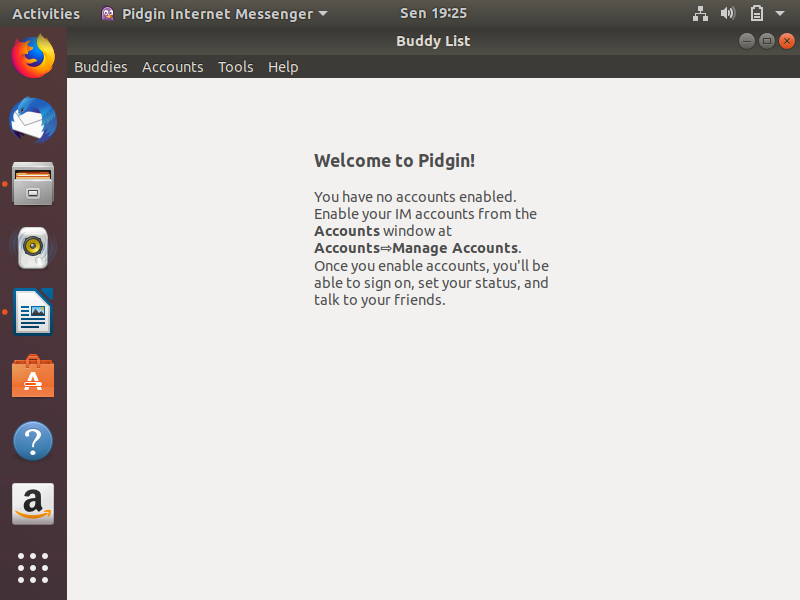 Activities Pidgin Internet Messenger Sen 19:25
Buddy List
Buddies Accounts Tools Help
Welcome to Pidgin!
You have no accounts enabled.
Enable your IM accounts from the
Accounts window at
Accounts⇨Manage Accounts.
Once you enable accounts, you'll be
able to sign on, set your status, and
talk to your friends.